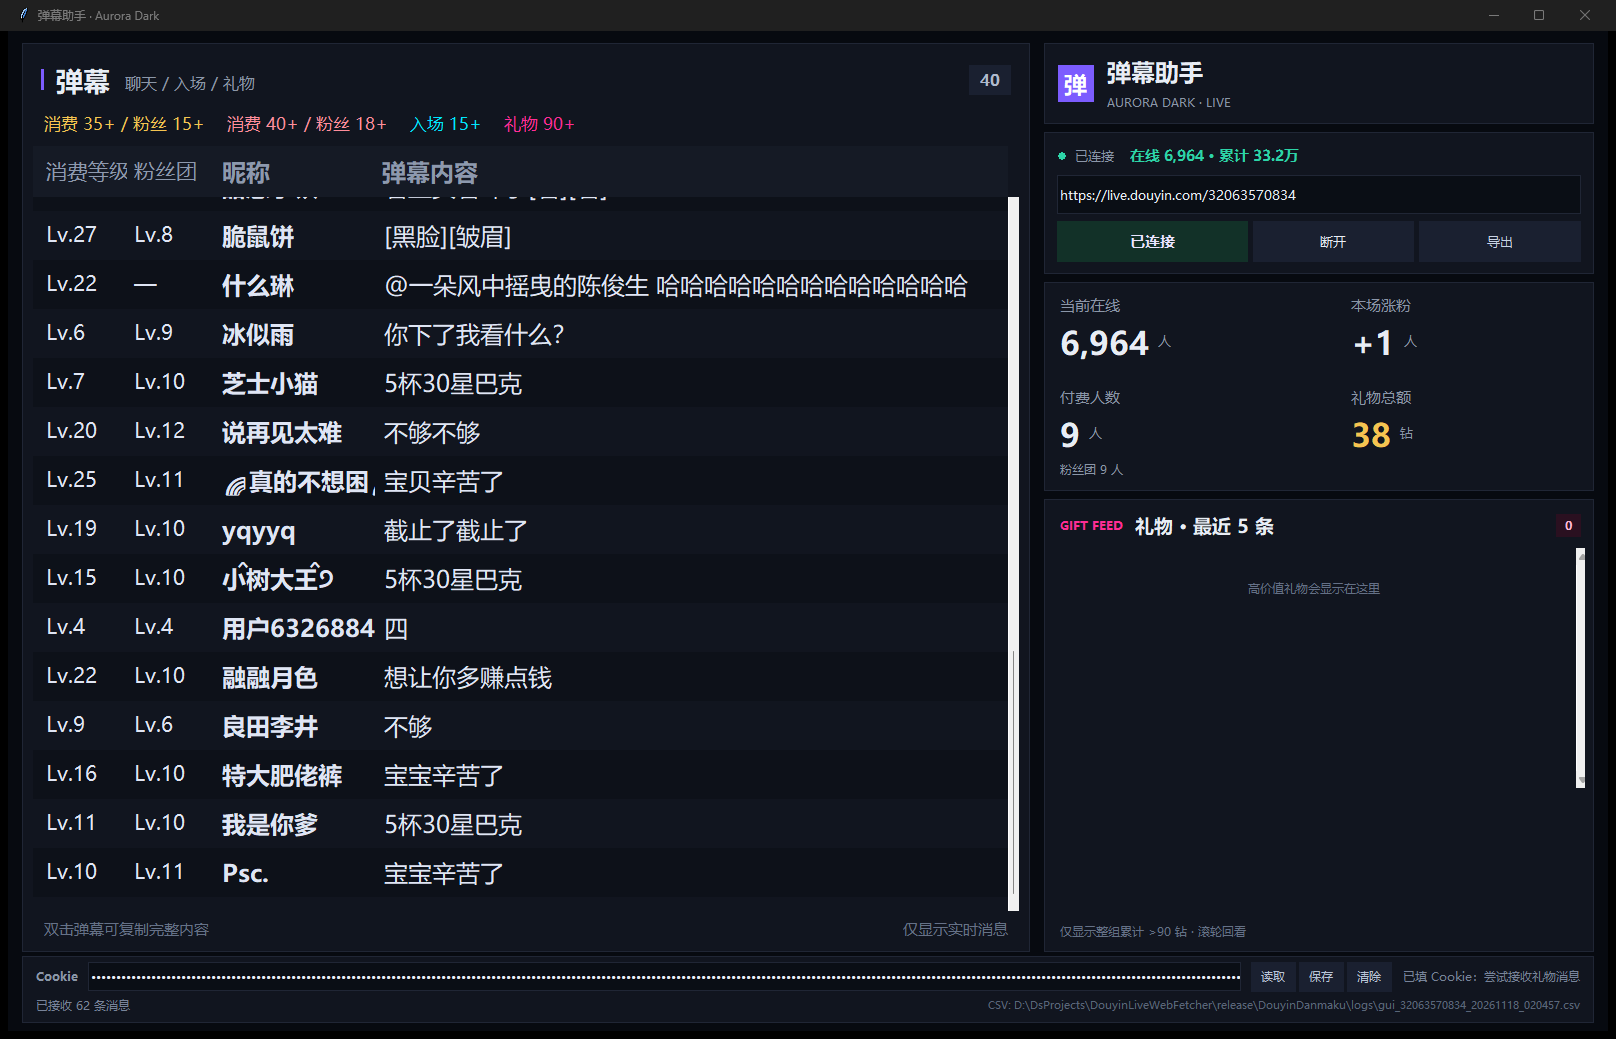 弹幕助手 · Aurora Dark
弹幕 聊天 / 入场 / 礼物 40
消费 35+ / 粉丝 15+ 消费 40+ / 粉丝 18+ 入场 15+ 礼物 90+
消费等级 粉丝团 昵称 弹幕内容
Lv.27 Lv.8 脆鼠饼 [黑脸][皱眉]
Lv.22 — 什么琳 @一朵风中摇曳的陈俊生 哈哈哈哈哈哈哈哈哈哈哈哈哈
Lv.6 Lv.9 冰似雨 你下了我看什么?
Lv.7 Lv.10 芝士小猫 5杯30星巴克
Lv.20 Lv.12 说再见太难 不够不够
Lv.25 Lv.11 🌈真的不想困 宝贝辛苦了
Lv.19 Lv.10 yqyyq 截止了截止了
Lv.15 Lv.10 小树大王 5杯30星巴克
Lv.4 Lv.4 用户6326884 四
Lv.22 Lv.10 融融月色 想让你多赚点钱
Lv.9 Lv.6 良田李井 不够
Lv.16 Lv.10 特大肥佬裤 宝宝辛苦了
Lv.11 Lv.10 我是你爹 5杯30星巴克
Lv.10 Lv.11 Psc. 宝宝辛苦了
双击弹幕可复制完整内容 仅显示实时消息
弹 弹幕助手
AURORA DARK · LIVE
已连接 在线 6,964 • 累计 33.2万
https://live.douyin.com/32063570834
已连接 断开 导出
当前在线 本场涨粉
6,964 人 +1 人
付费人数 礼物总额
9 人 38 钻
粉丝团 9 人
GIFT FEED 礼物 • 最近 5 条 0
高价值礼物会显示在这里
仅显示整组累计 >90 钻 · 滚轮回看
Cookie 读取 保存 清除 已填 Cookie：尝试接收礼物消息
已接收 62 条消息 CSV: D:\DsProjects\DouyinLiveWebFetcher\release\DouyinDanmaku\logs\gui_32063570834_20261118_020457.csv